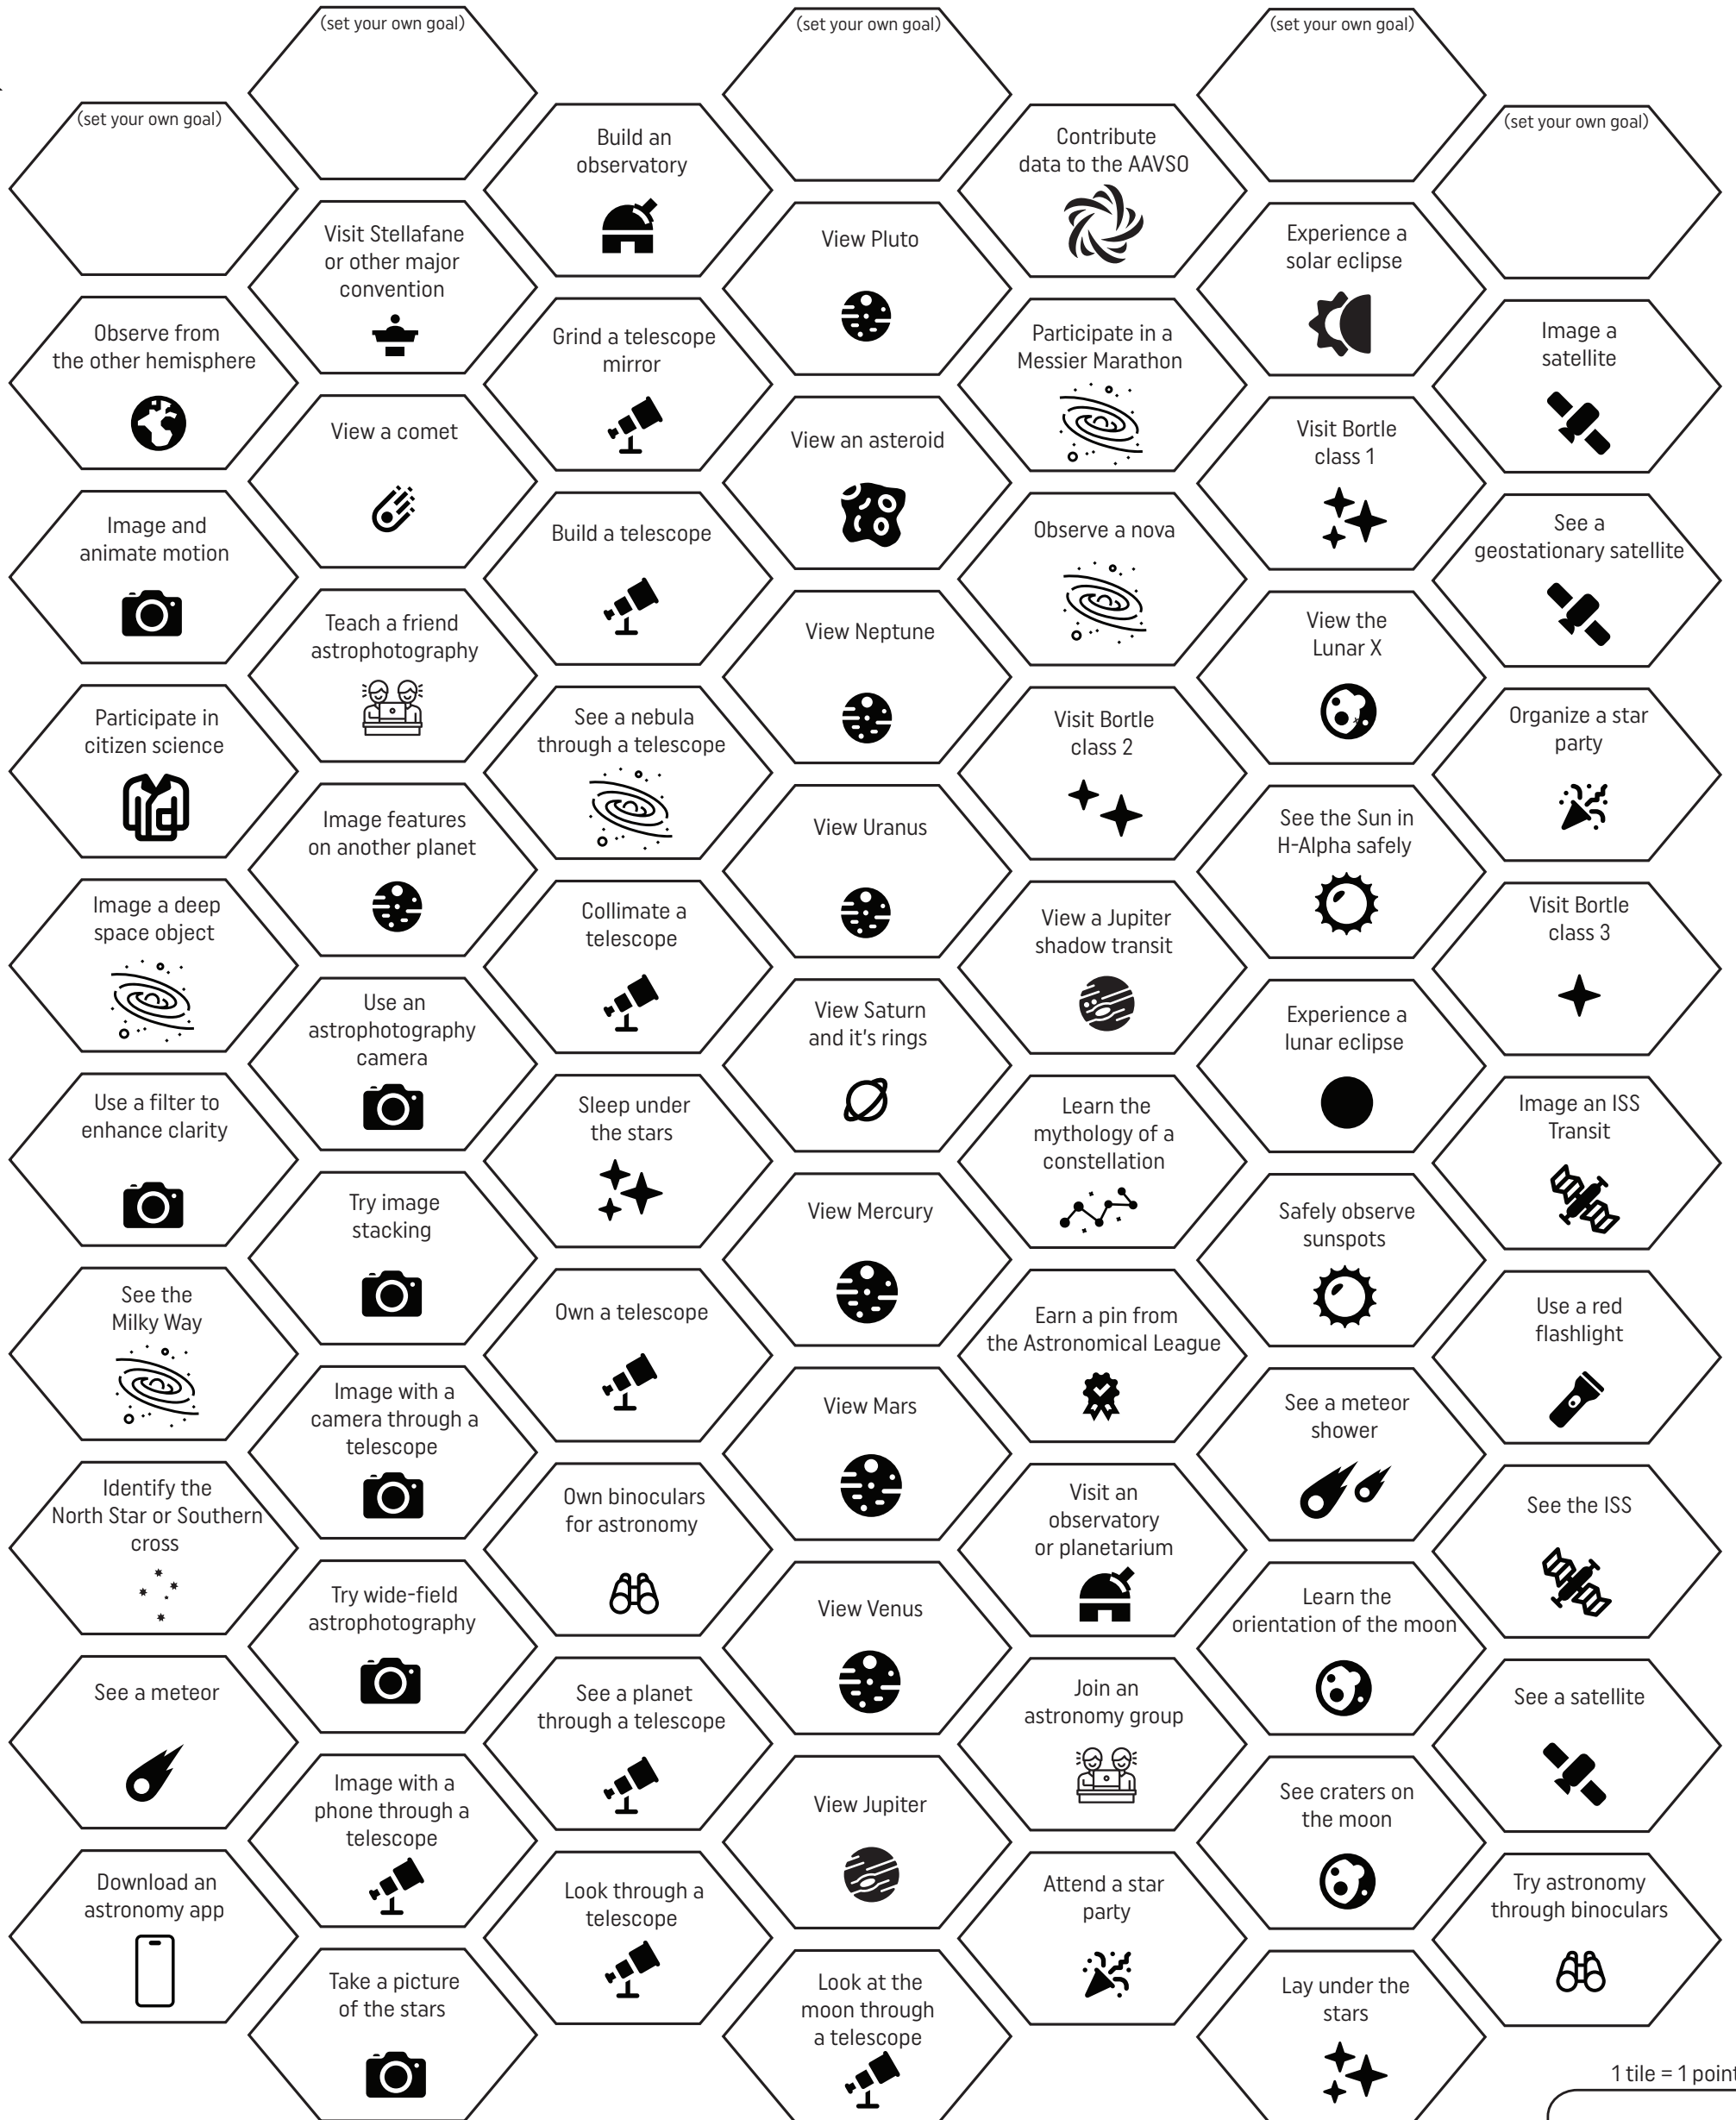 (set your own goal)
(set your own goal)
(set your own goal)
(set your own goal)
(set your own goal)
Build an
observatory
Contribute
data to the AAVSO
Visit Stellafane
or other major
convention
View Pluto
Experience a
solar eclipse
Observe from
the other hemisphere
Grind a telescope
mirror
Participate in a
Messier Marathon
Image a
satellite
View a comet
View an asteroid
Visit Bortle
class 1
Image and
animate motion
Build a telescope
Observe a nova
See a
geostationary satellite
Teach a friend
astrophotography
View Neptune
View the
Lunar X
Participate in
citizen science
See a nebula
through a telescope
Visit Bortle
class 2
Organize a star
party
Image features
on another planet
View Uranus
See the Sun in
H-Alpha safely
Image a deep
space object
Collimate a
telescope
View a Jupiter
shadow transit
Visit Bortle
class 3
Use an
astrophotography
camera
View Saturn
and it's rings
Experience a
lunar eclipse
Use a filter to
enhance clarity
Sleep under
the stars
Learn the
mythology of a
constellation
Image an ISS
Transit
Try image
stacking
View Mercury
Safely observe
sunspots
See the
Milky Way
Own a telescope
Earn a pin from
the Astronomical League
Use a red
flashlight
Image with a
camera through a
telescope
View Mars
See a meteor
shower
Identify the
North Star or Southern
cross
Own binoculars
for astronomy
Visit an
observatory
or planetarium
See the ISS
Try wide-field
astrophotography
View Venus
Learn the
orientation of the moon
See a meteor
See a planet
through a telescope
Join an
astronomy group
See a satellite
Image with a
phone through a
telescope
View Jupiter
See craters on
the moon
Download an
astronomy app
Look through a
telescope
Attend a star
party
Try astronomy
through binoculars
Take a picture
of the stars
Look at the
moon through
a telescope
Lay under the
stars
1 tile = 1 point